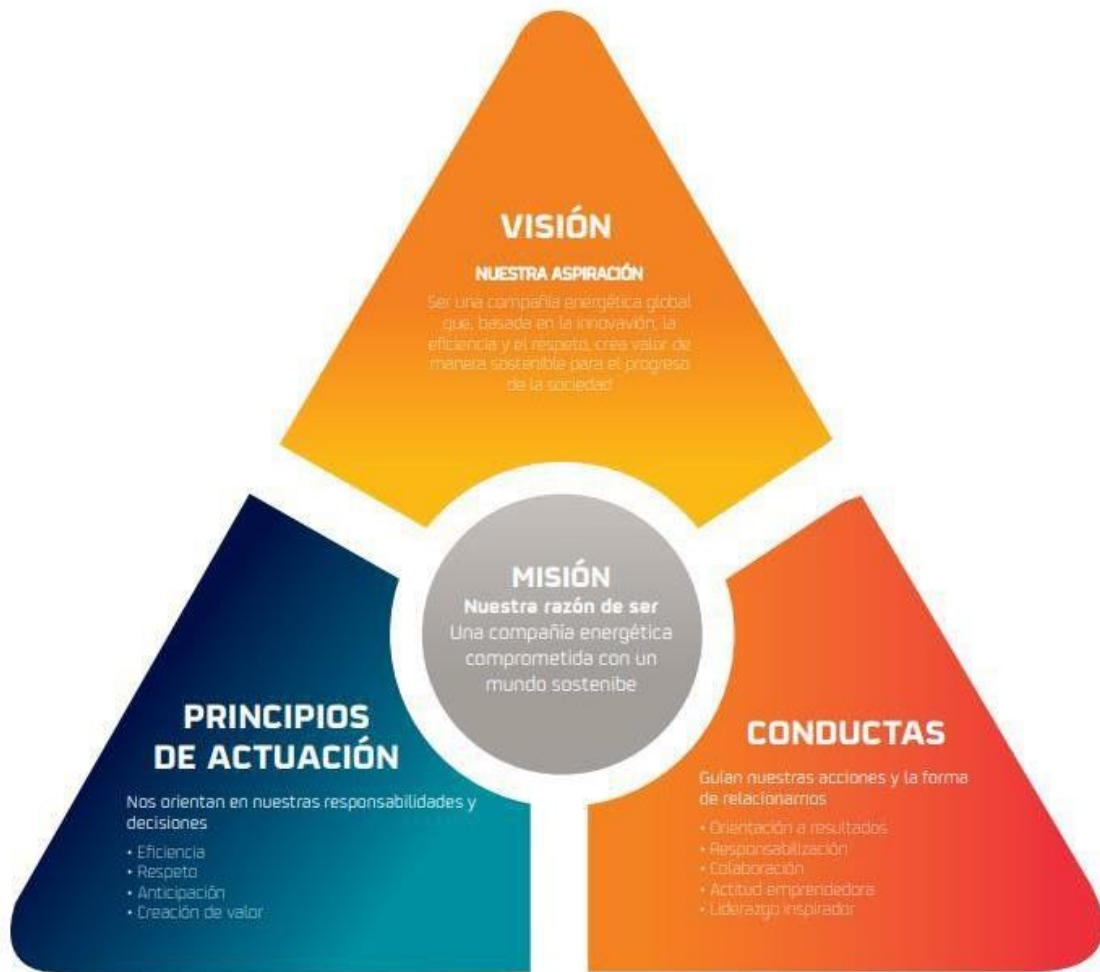 VISIÓN
NUESTRA ASPIRACIÓN
Ser una compañía energética global
que, basada en la innovavión, la
eficiencia y el respeto, crea valor de
manera sostenible para el progreso
de la sociedad
MISIÓN
Nuestra razón de ser
Una compañía energética
comprometida con un
mundo sostenibe
PRINCIPIOS
DE ACTUACIÓN
Nos orientan en nuestras responsabilidades y
decisiones
• Eficiencia
• Respeto
• Anticipación
• Creación de valor
CONDUCTAS
Guían nuestras acciones y la forma
de relacionarnos
• Orientación a resultados
• Responsabilización
• Colaboración
• Actitud emprendedora
• Liderazgo inspirador